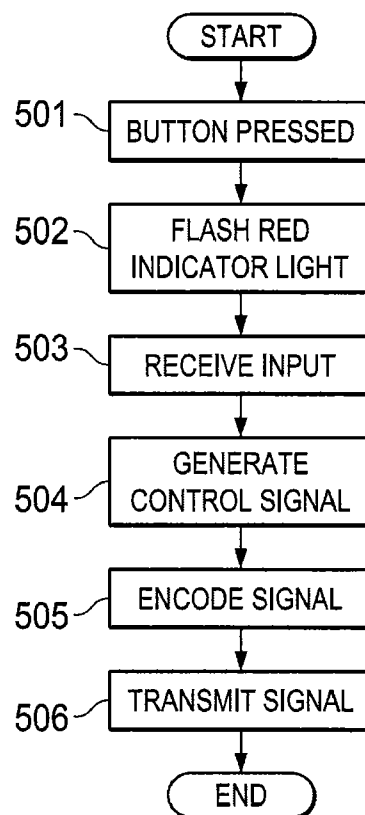 START
501
BUTTON PRESSED
502
FLASH RED
INDICATOR LIGHT
503
RECEIVE INPUT
504
GENERATE
CONTROL SIGNAL
505
ENCODE SIGNAL
506
TRANSMIT SIGNAL
END